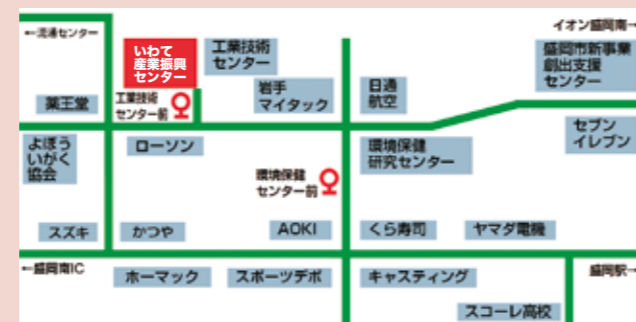 ←流通センター
イオン盛岡南→
いわて
産業振興
センター
工業技術
センター
盛岡市新事業
創出支援
センター
薬王堂
工業技術
センター前
岩手
マイタック
日通
航空
セブン
イレブン
よぼう
いがく
協会
ローソン
環境保健
研究センター
環境保健
センター前
スズキ
かつや
AOKI
くら寿司
ヤマダ電機
←盛岡南IC
ホーマック
スポーツデポ
キャスティング
盛岡駅→
スコーレ高校